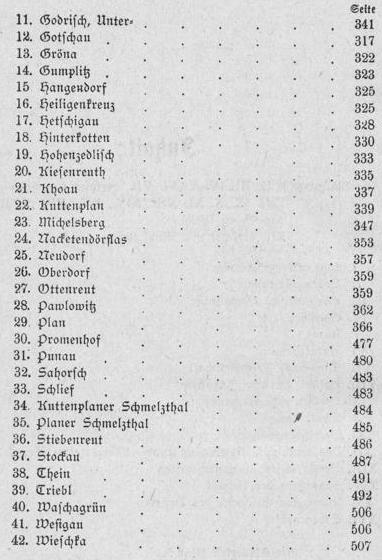 Seite
11. Godrisch, Unter- 341
12. Gotschau 317
13. Gröna 322
14. Gumplitz 323
15 Hangendorf 325
16. Heiligenkreuz 325
17. Hetschigau 328
18. Hinterkotten 330
19. Hohenzedlisch 333
20. Kiesenreuth 335
21. Khoau 337
22. Kuttenplan 339
23. Michelsberg 347
24. Nacketendörflas 353
25. Neudorf 357
26. Oberdorf 359
27. Ottenreut 359
28. Pawlowitz 362
29. Plan 366
30. Promenhof 477
31. Punau 480
32. Sahorsch 483
33. Schlief 483
34. Kuttenplaner Schmelzthal 484
35. Planer Schmelzthal 485
36. Stiebenreut 486
37. Stockau 487
38. Thein 491
39. Triebl 492
40. Waschagrün 506
41. Wesigau 506
42. Wieschka 507